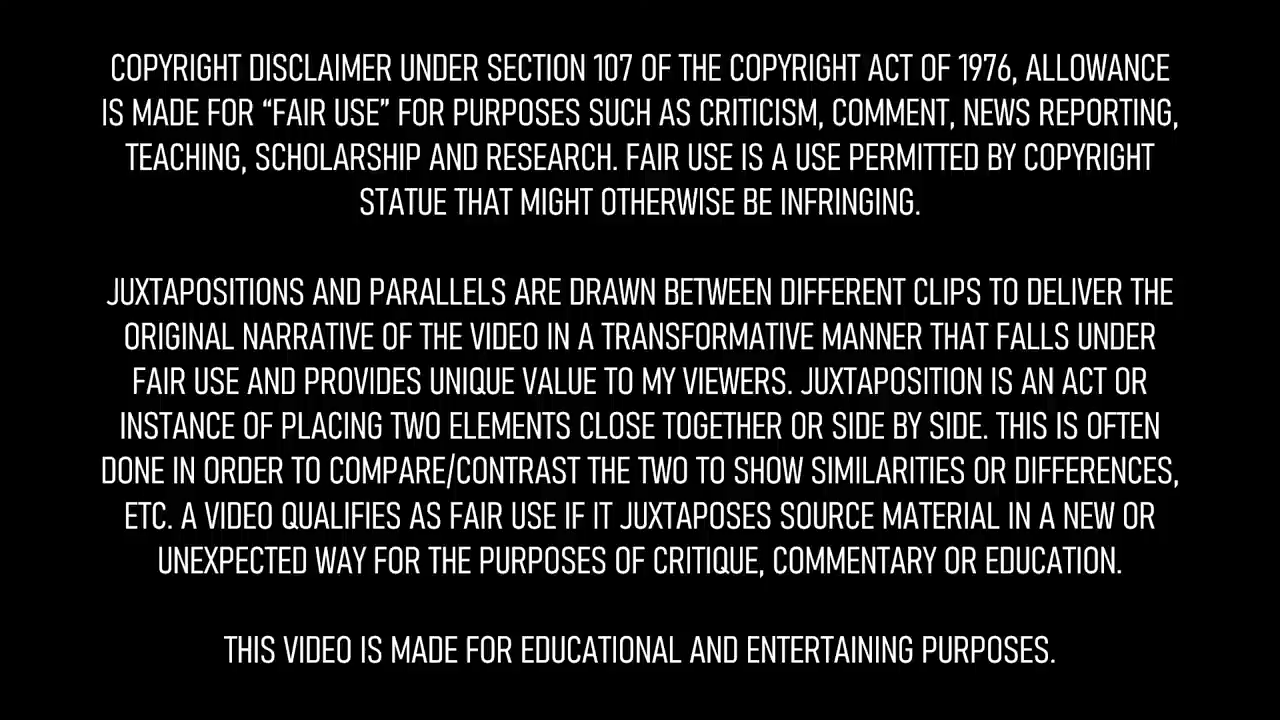 COPYRIGHT DISCLAIMER UNDER SECTION 107 OF THE COPYRIGHT ACT OF 1976, ALLOWANCE
IS MADE FOR “FAIR USE” FOR PURPOSES SUCH AS CRITICISM, COMMENT, NEWS REPORTING,
TEACHING, SCHOLARSHIP AND RESEARCH. FAIR USE IS A USE PERMITTED BY COPYRIGHT
STATUE THAT MIGHT OTHERWISE BE INFRINGING.
JUXTAPOSITIONS AND PARALLELS ARE DRAWN BETWEEN DIFFERENT CLIPS TO DELIVER THE
ORIGINAL NARRATIVE OF THE VIDEO IN A TRANSFORMATIVE MANNER THAT FALLS UNDER
FAIR USE AND PROVIDES UNIQUE VALUE TO MY VIEWERS. JUXTAPOSITION IS AN ACT OR
INSTANCE OF PLACING TWO ELEMENTS CLOSE TOGETHER OR SIDE BY SIDE. THIS IS OFTEN
DONE IN ORDER TO COMPARE/CONTRAST THE TWO TO SHOW SIMILARITIES OR DIFFERENCES,
ETC. A VIDEO QUALIFIES AS FAIR USE IF IT JUXTAPOSES SOURCE MATERIAL IN A NEW OR
UNEXPECTED WAY FOR THE PURPOSES OF CRITIQUE, COMMENTARY OR EDUCATION.
THIS VIDEO IS MADE FOR EDUCATIONAL AND ENTERTAINING PURPOSES.